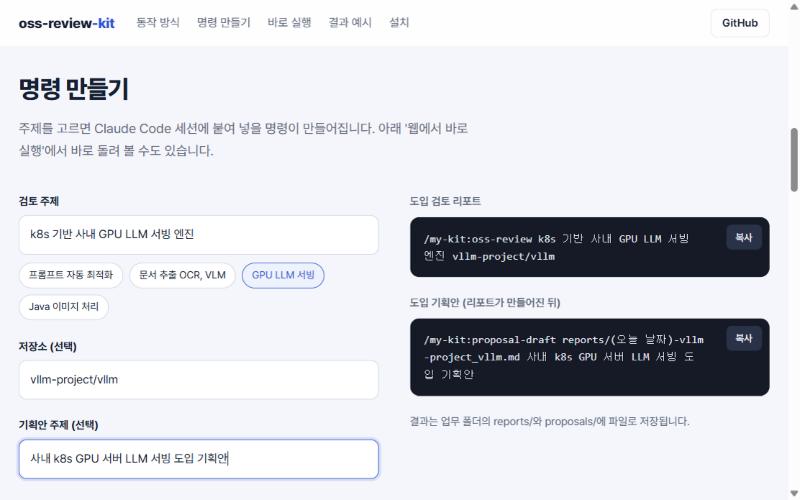 oss-review-kit 동작 방식 명령 만들기 바로 실행 결과 예시 설치 GitHub
명령 만들기
주제를 고르면 Claude Code 세션에 붙여 넣을 명령이 만들어집니다. 아래 '웹에서 바로
실행'에서 바로 돌려 볼 수도 있습니다.
검토 주제
k8s 기반 사내 GPU LLM 서빙 엔진
프롬프트 자동 최적화 문서 추출 OCR, VLM GPU LLM 서빙
Java 이미지 처리
저장소 (선택)
vllm-project/vllm
기획안 주제 (선택)
사내 k8s GPU 서버 LLM 서빙 도입 기획안
도입 검토 리포트
/my-kit:oss-review k8s 기반 사내 GPU LLM 서빙
엔진 vllm-project/vllm
복사
도입 기획안 (리포트가 만들어진 뒤)
/my-kit:proposal-draft reports/(오늘 날짜)-vllm
-project_vllm.md 사내 k8s GPU 서버 LLM 서빙 도
입 기획안
복사
결과는 업무 폴더의 reports/와 proposals/에 파일로 저장됩니다.